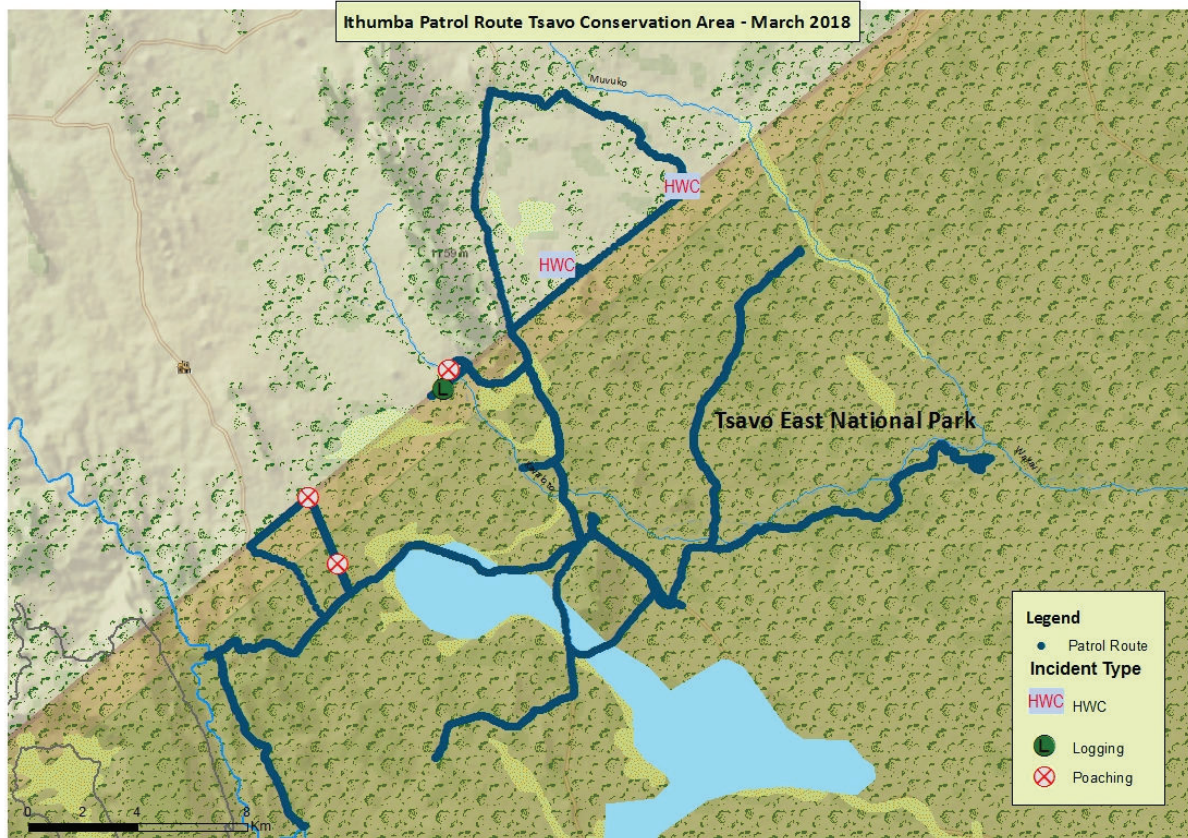 Ithumba Patrol Route Tsavo Conservation Area - March 2018
Muvuko
HWC
HWC
1159 m
L
Tsavo East National Park
Legend
Patrol Route
Incident Type
HWC HWC
L Logging
Poaching
0 2 4 8
Km